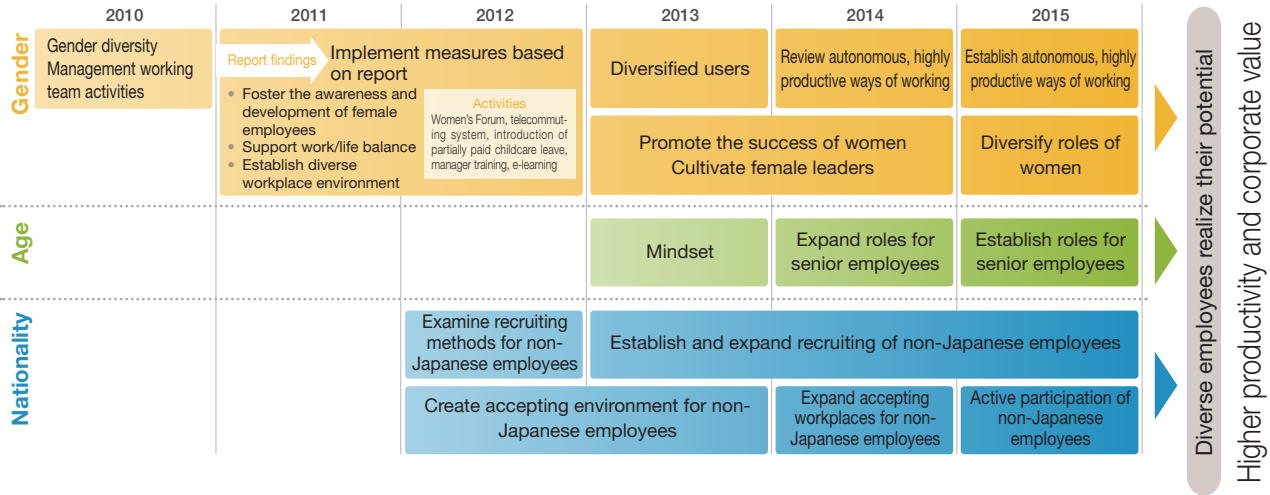 2010
2011
2012
2013
2014
2015
Gender
Gender diversity
Management working
team activities
Report findings
Implement measures based
on report
• Foster the awareness and
development of female
employees
• Support work/life balance
• Establish diverse
workplace environment
Activities
Women's Forum, telecommut-
ing system, introduction of
partially paid childcare leave,
manager training, e-learning
Diversified users
Review autonomous, highly
productive ways of working
Establish autonomous, highly
productive ways of working
Promote the success of women
Cultivate female leaders
Diversify roles of
women
Age
Mindset
Expand roles for
senior employees
Establish roles for
senior employees
Nationality
Examine recruiting
methods for non-
Japanese employees
Establish and expand recruiting of non-Japanese employees
Create accepting environment for non-
Japanese employees
Expand accepting
workplaces for non-
Japanese employees
Active participation of
non-Japanese
employees
Diverse employees realize their potential
Higher productivity and corporate value